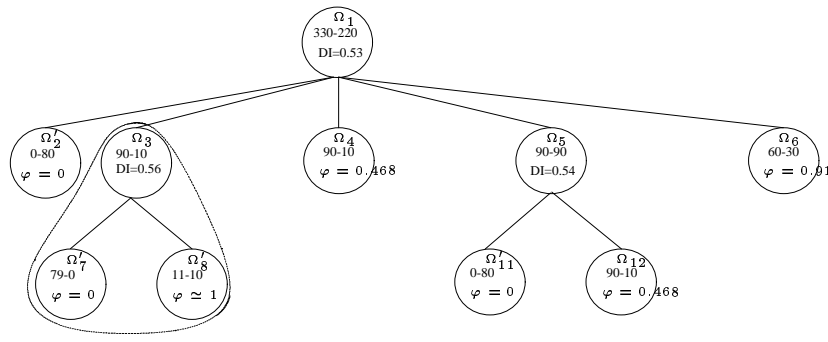 Ω₁
330-220
DI=0.53
Ω′₂
0-80
φ = 0
Ω₃
90-10
DI=0.56
Ω₄
90-10
φ = 0.468
Ω₅
90-90
DI=0.54
Ω₆
60-30
φ = 0.91
Ω′₇
79-0
φ = 0
Ω′₈
11-10
φ ≃ 1
Ω′₁₁
0-80
φ = 0
Ω₁₂
90-10
φ = 0.468